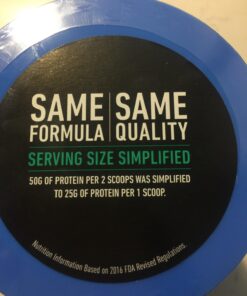 SAME | SAME
FORMULA | QUALITY
SERVING SIZE SIMPLIFIED
50G OF PROTEIN PER 2 SCOOPS WAS SIMPLIFIED
TO 25G OF PROTEIN PER 1 SCOOP.
Nutrition Information Based on 2016 FDA Revised Regulations.